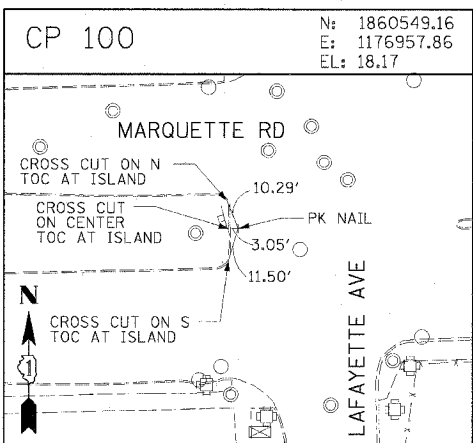 CP 100
N: 1860549.16
E: 1176957.86
EL: 18.17
MARQUETTE RD
CROSS CUT ON N
TOC AT ISLAND
10.29'
CROSS CUT
ON CENTER
TOC AT ISLAND
PK NAIL
3.05'
11.50'
N
1
CROSS CUT ON S
TOC AT ISLAND
LAFAYETTE AVE